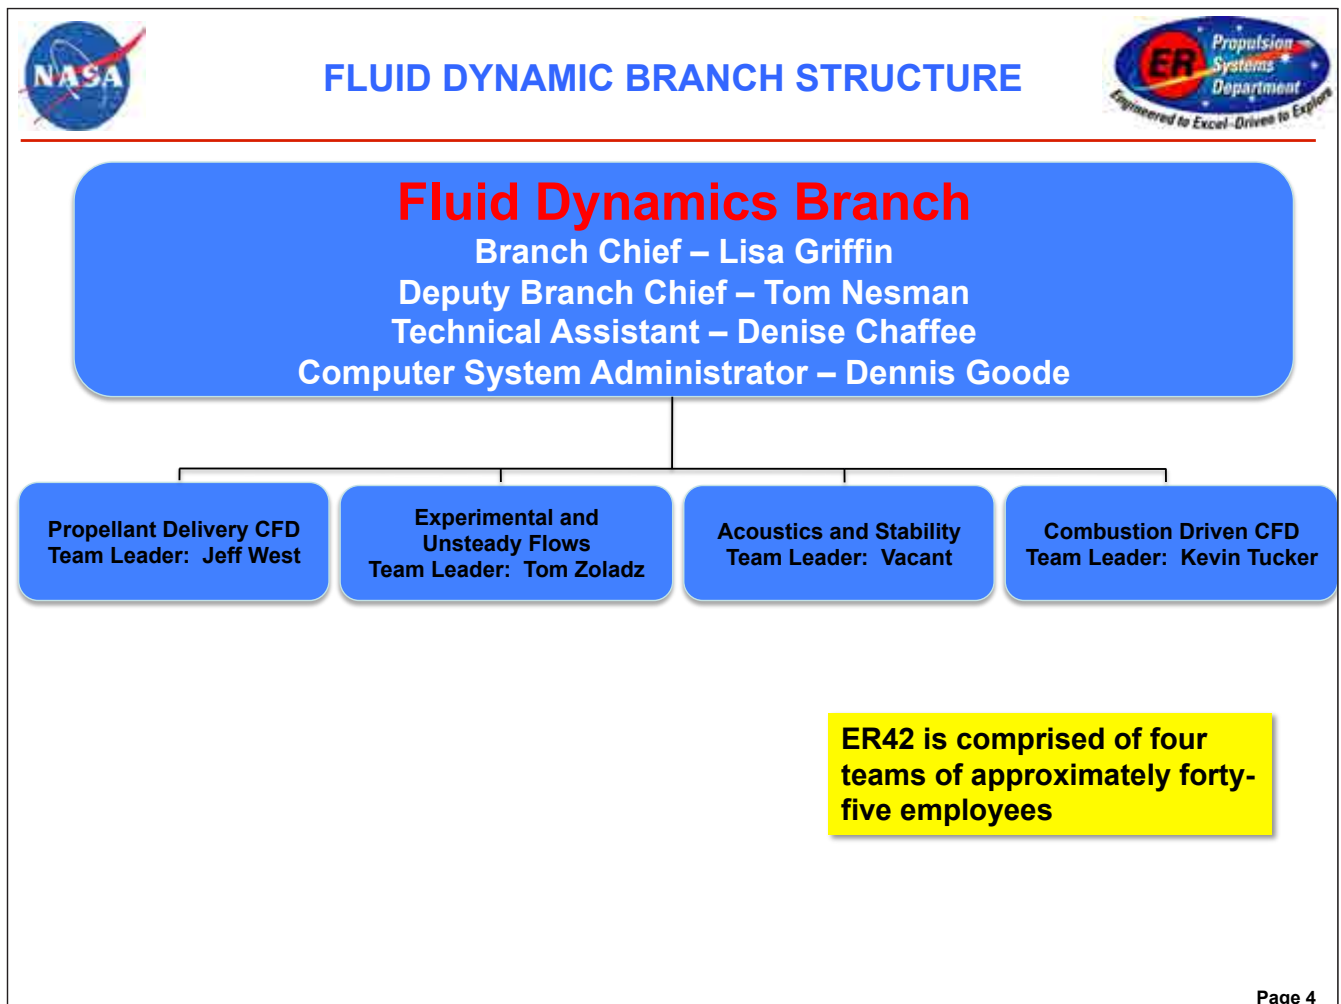 NASA
FLUID DYNAMIC BRANCH STRUCTURE
ER
Propulsion
Systems
Department
Engineered to Excel-Driven to Explore
Fluid Dynamics Branch
Branch Chief – Lisa Griffin
Deputy Branch Chief – Tom Nesman
Technical Assistant – Denise Chaffee
Computer System Administrator – Dennis Goode
Propellant Delivery CFD
Team Leader: Jeff West
Experimental and
Unsteady Flows
Team Leader: Tom Zoladz
Acoustics and Stability
Team Leader: Vacant
Combustion Driven CFD
Team Leader: Kevin Tucker
ER42 is comprised of four
teams of approximately forty-
five employees
Page 4